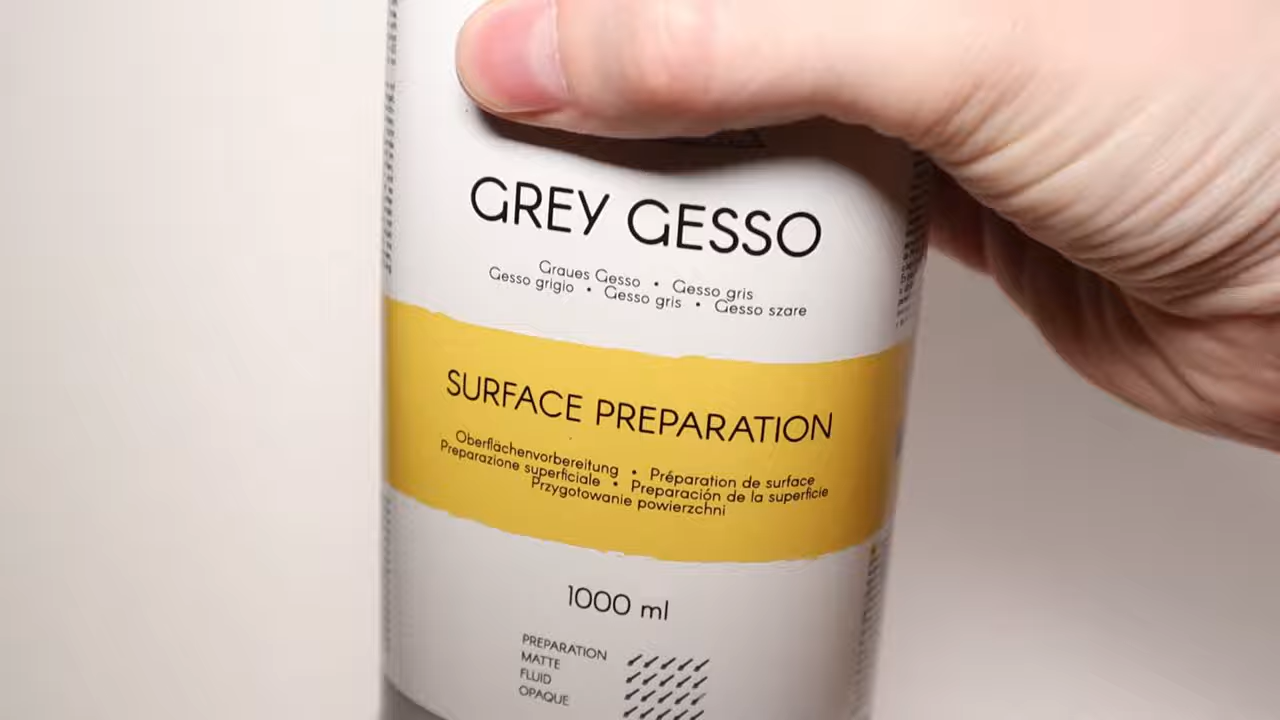 GREY GESSO
Graues Gesso • Gesso gris
Gesso grigio • Gesso gris • Gesso szare
SURFACE PREPARATION
Oberflächenvorbereitung • Préparation de surface
Preparazione superficiale • Preparación de la superficie
Przygotowanie powierzchni
1000 ml
PREPARATION
MATTE
FLUID
OPAQUE